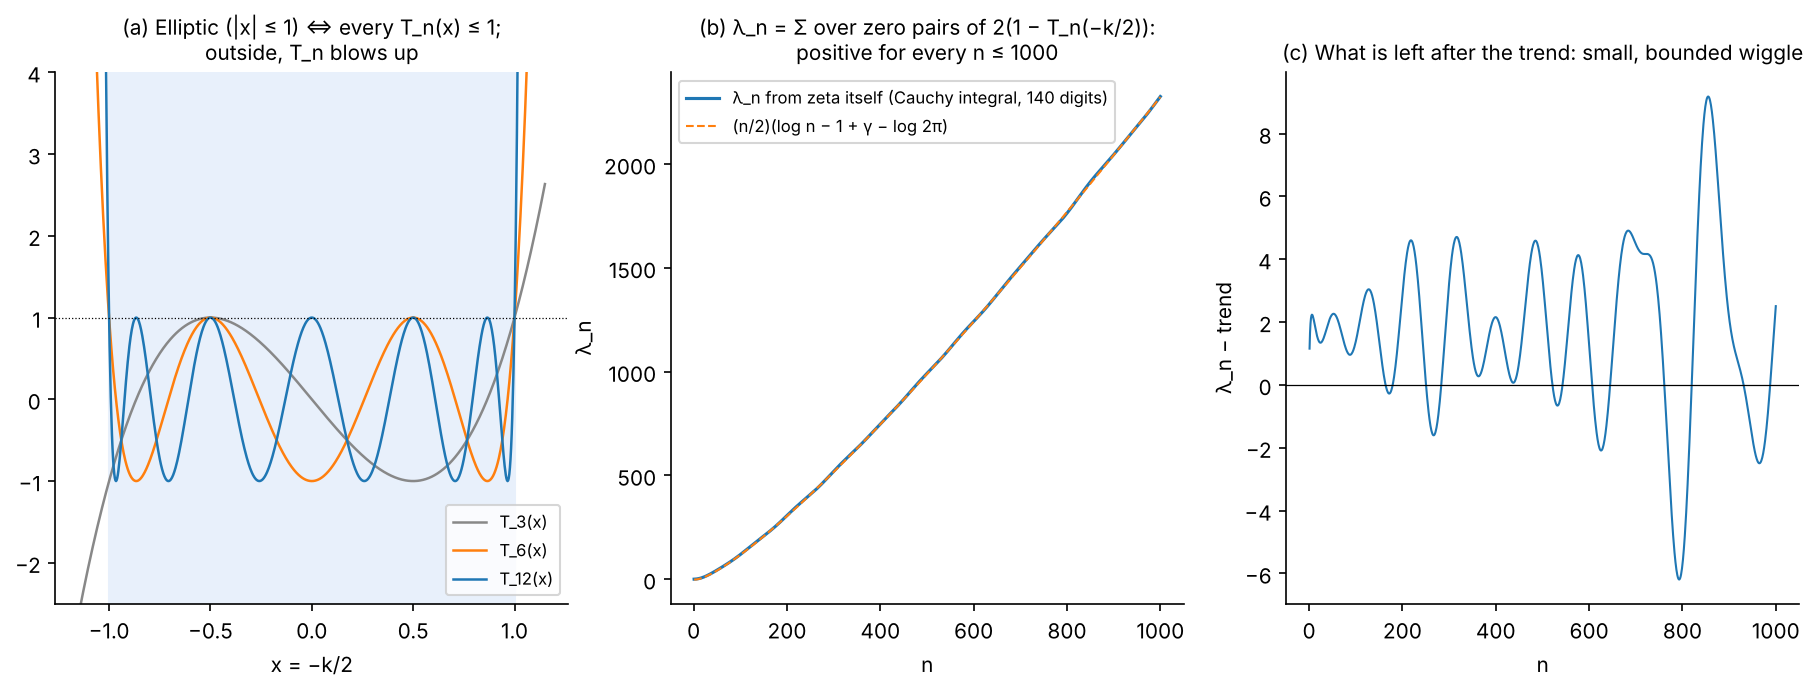 (a) Elliptic (|x| ≤ 1) ⇔ every T_n(x) ≤ 1;
outside, T_n blows up
4
3
2
1
0
−1
−2
−1.0
−0.5
0.0
0.5
1.0
x = −k/2
T_3(x)
T_6(x)
T_12(x)
(b) λ_n = Σ over zero pairs of 2(1 − T_n(−k/2)):
positive for every n ≤ 1000
λ_n from zeta itself (Cauchy integral, 140 digits)
(n/2)(log n − 1 + γ − log 2π)
λ_n
2000
1500
1000
500
0
0
200
400
600
800
1000
n
(c) What is left after the trend: small, bounded wiggle
λ_n − trend
8
6
4
2
0
−2
−4
−6
0
200
400
600
800
1000
n